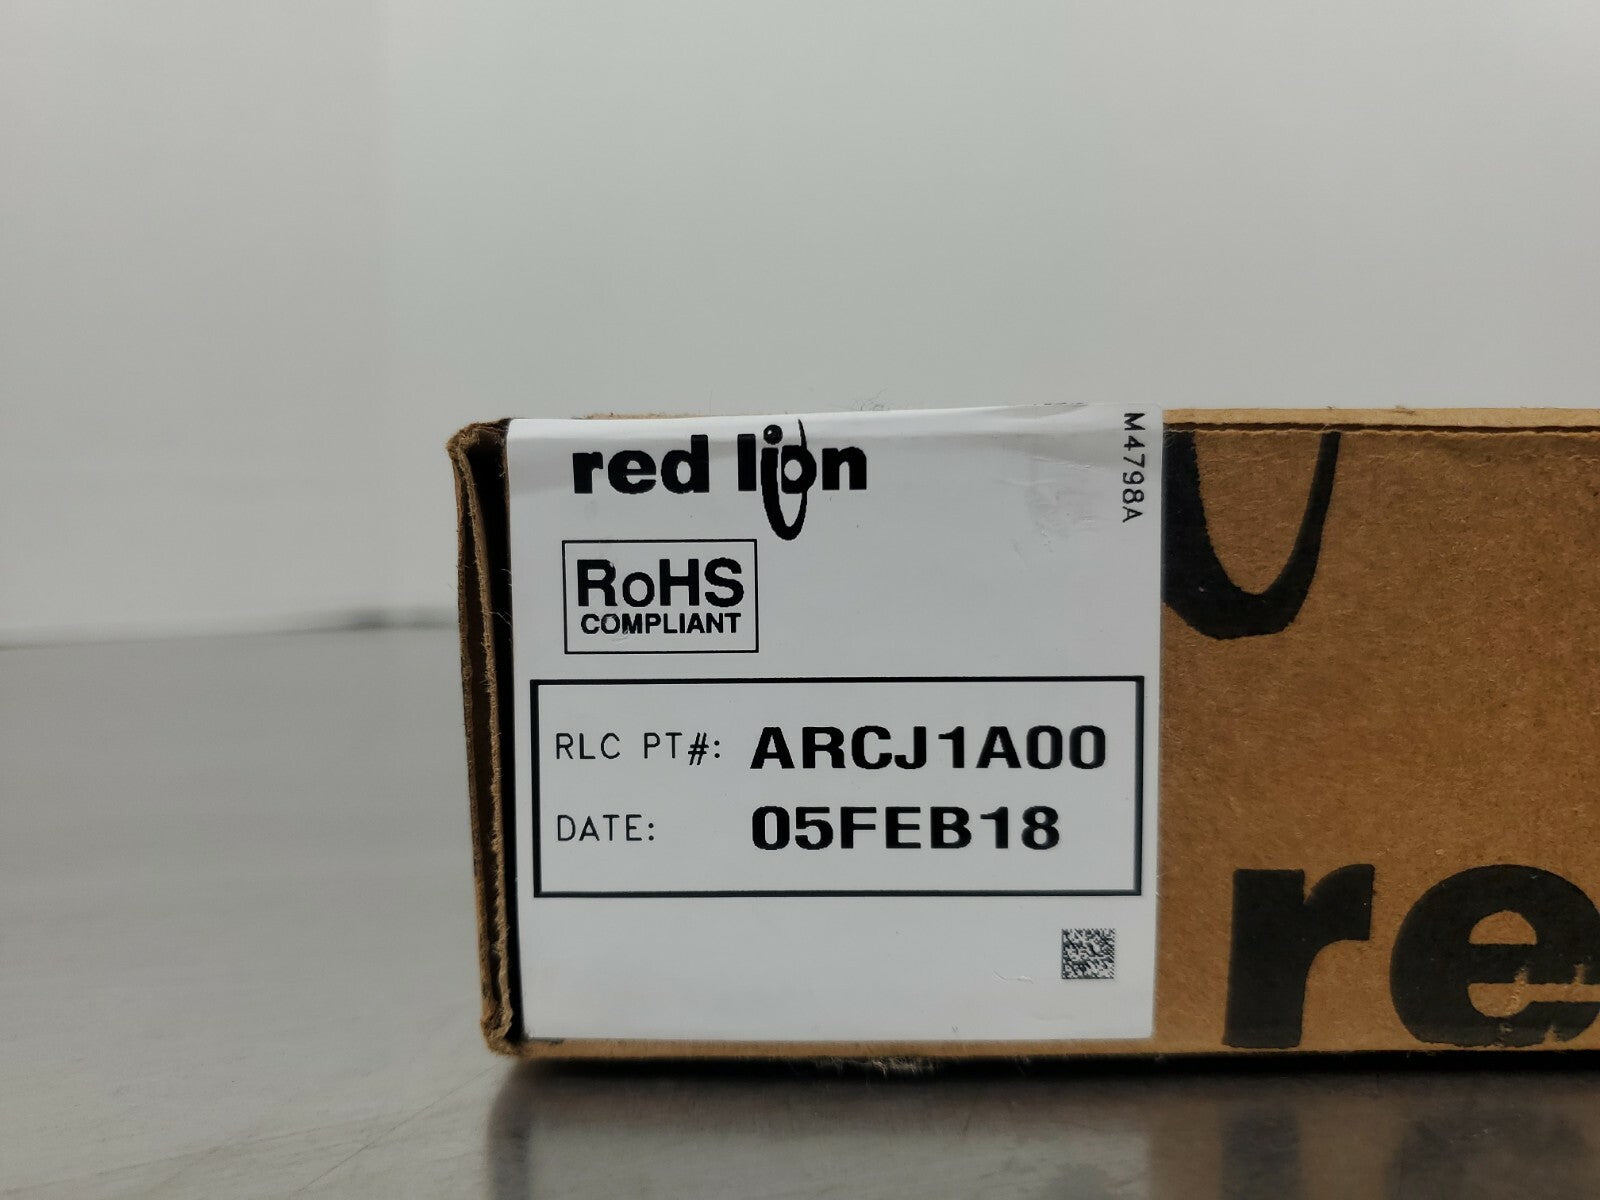 red lion
M4798A
RoHS
COMPLIANT
RLC PT#: ARCJ1A00
DATE: 05FEB18
re